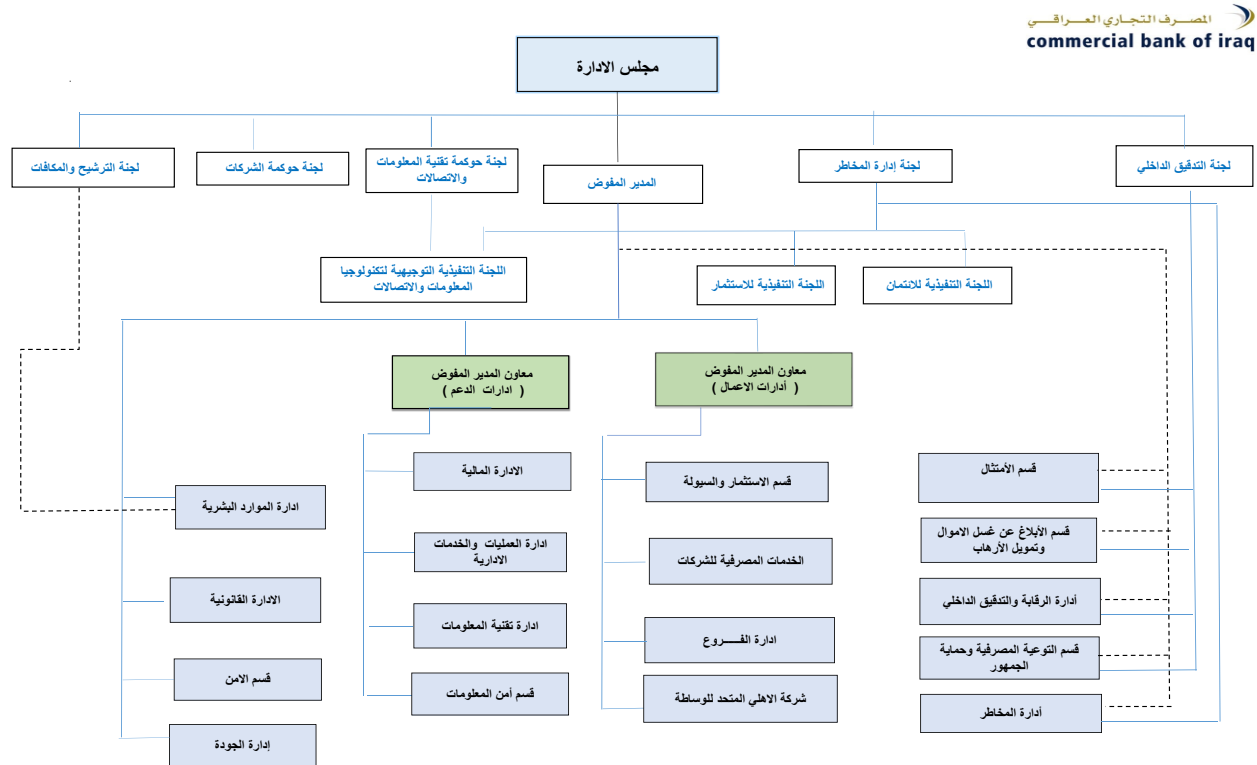 المصرف التجاري العراقي
commercial bank of iraq
مجلس الادارة
لجنة التدقيق الداخلي
لجنة إدارة المخاطر
المدير المفوض
لجنة حوكمة تقنية المعلومات
والاتصالات
لجنة حوكمة الشركات
لجنة الترشيح والمكافات
اللجنة التنفيذية للائتمان
اللجنة التنفيذية للاستثمار
اللجنة التنفيذية التوجيهية لتكنولوجيا
المعلومات والاتصالات
معاون المدير المفوض
( أدارات الاعمال )
معاون المدير المفوض
( ادارات الدعم )
قسم الأمتثال
قسم الأبلاغ عن غسل الاموال
وتمويل الأرهاب
أدارة الرقابة والتدقيق الداخلي
قسم التوعية المصرفية وحماية
الجمهور
أدارة المخاطر
قسم الاستثمار والسيولة
الخدمات المصرفية للشركات
ادارة الفـــــروع
شركة الاهلي المتحد للوساطة
الادارة المالية
ادارة العمليات والخدمات
الادارية
ادارة تقنية المعلومات
قسم أمن المعلومات
ادارة الموارد البشرية
الادارة القانونية
قسم الامن
إدارة الجودة